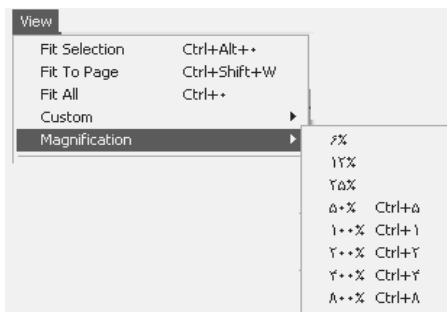 View
Fit Selection Ctrl+Alt+۰
Fit To Page Ctrl+Shift+W
Fit All Ctrl+۰
Custom
Magnification
۶%
۱۲%
۲۵%
۵۰% Ctrl+۵
۱۰۰% Ctrl+۱
۲۰۰% Ctrl+۲
۴۰۰% Ctrl+۴
۸۰۰% Ctrl+۸